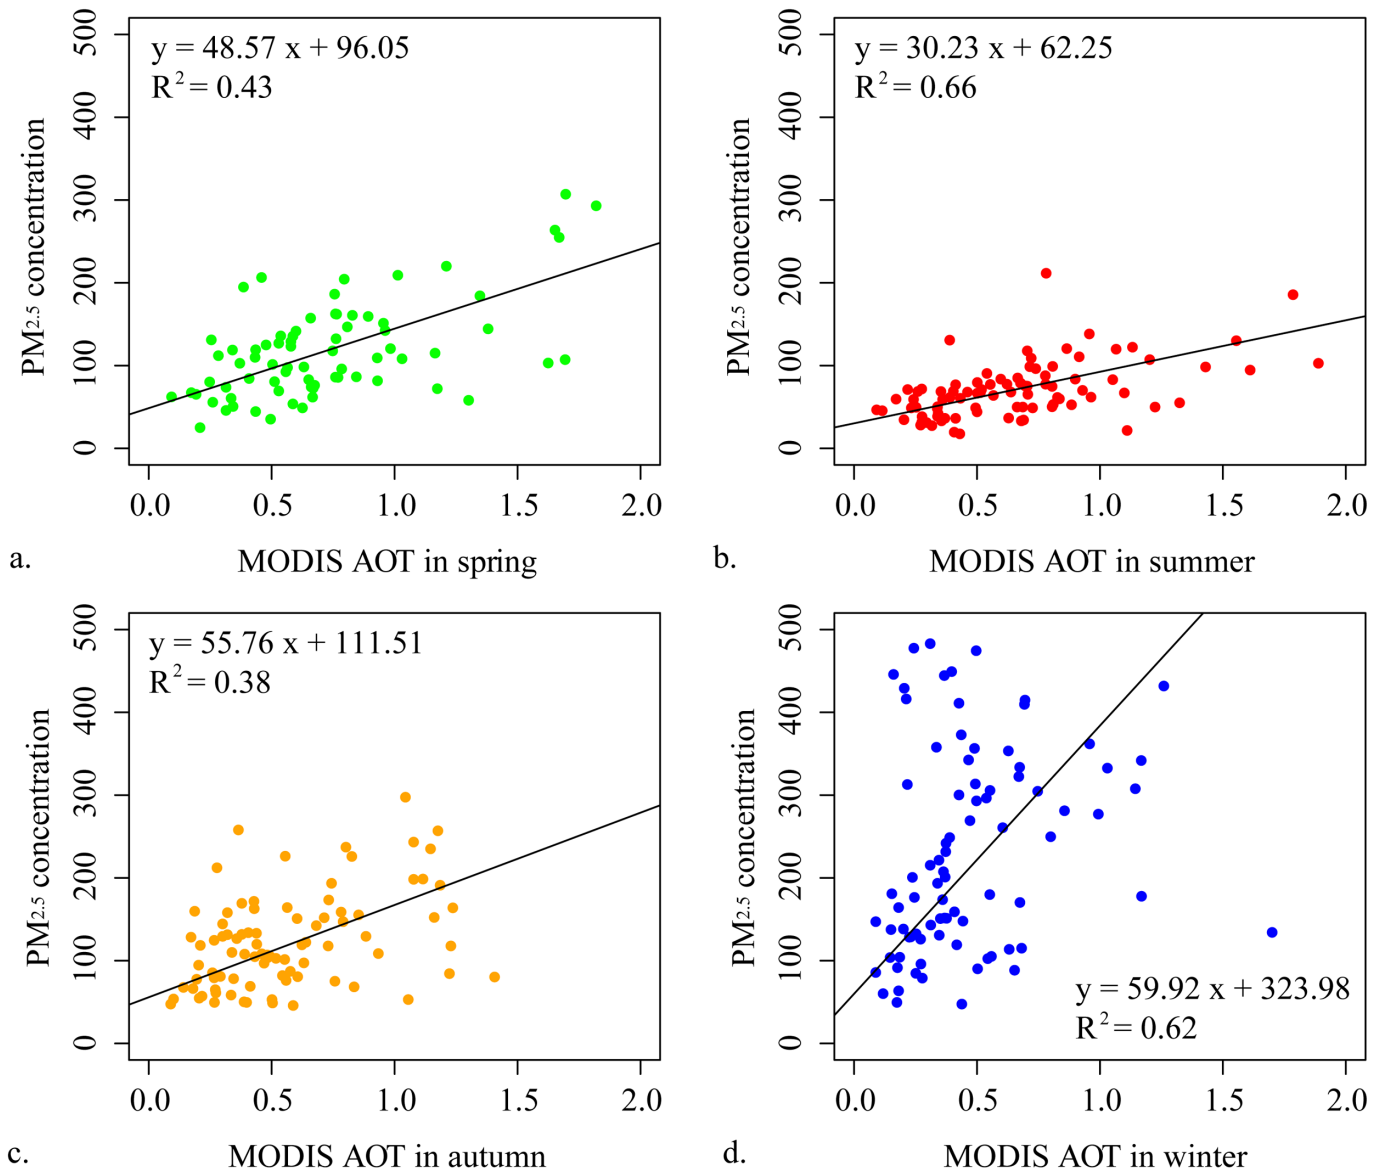 y = 48.57 x + 96.05
R2 = 0.43
PM2.5 concentration
0 100 200 300 400 500
0.0 0.5 1.0 1.5 2.0
a. MODIS AOT in spring
y = 30.23 x + 62.25
R2 = 0.66
PM2.5 concentration
0 100 200 300 400 500
0.0 0.5 1.0 1.5 2.0
b. MODIS AOT in summer
y = 55.76 x + 111.51
R2 = 0.38
PM2.5 concentration
0 100 200 300 400 500
0.0 0.5 1.0 1.5 2.0
c. MODIS AOT in autumn
PM2.5 concentration
0 100 200 300 400 500
y = 59.92 x + 323.98
R2 = 0.62
0.0 0.5 1.0 1.5 2.0
d. MODIS AOT in winter